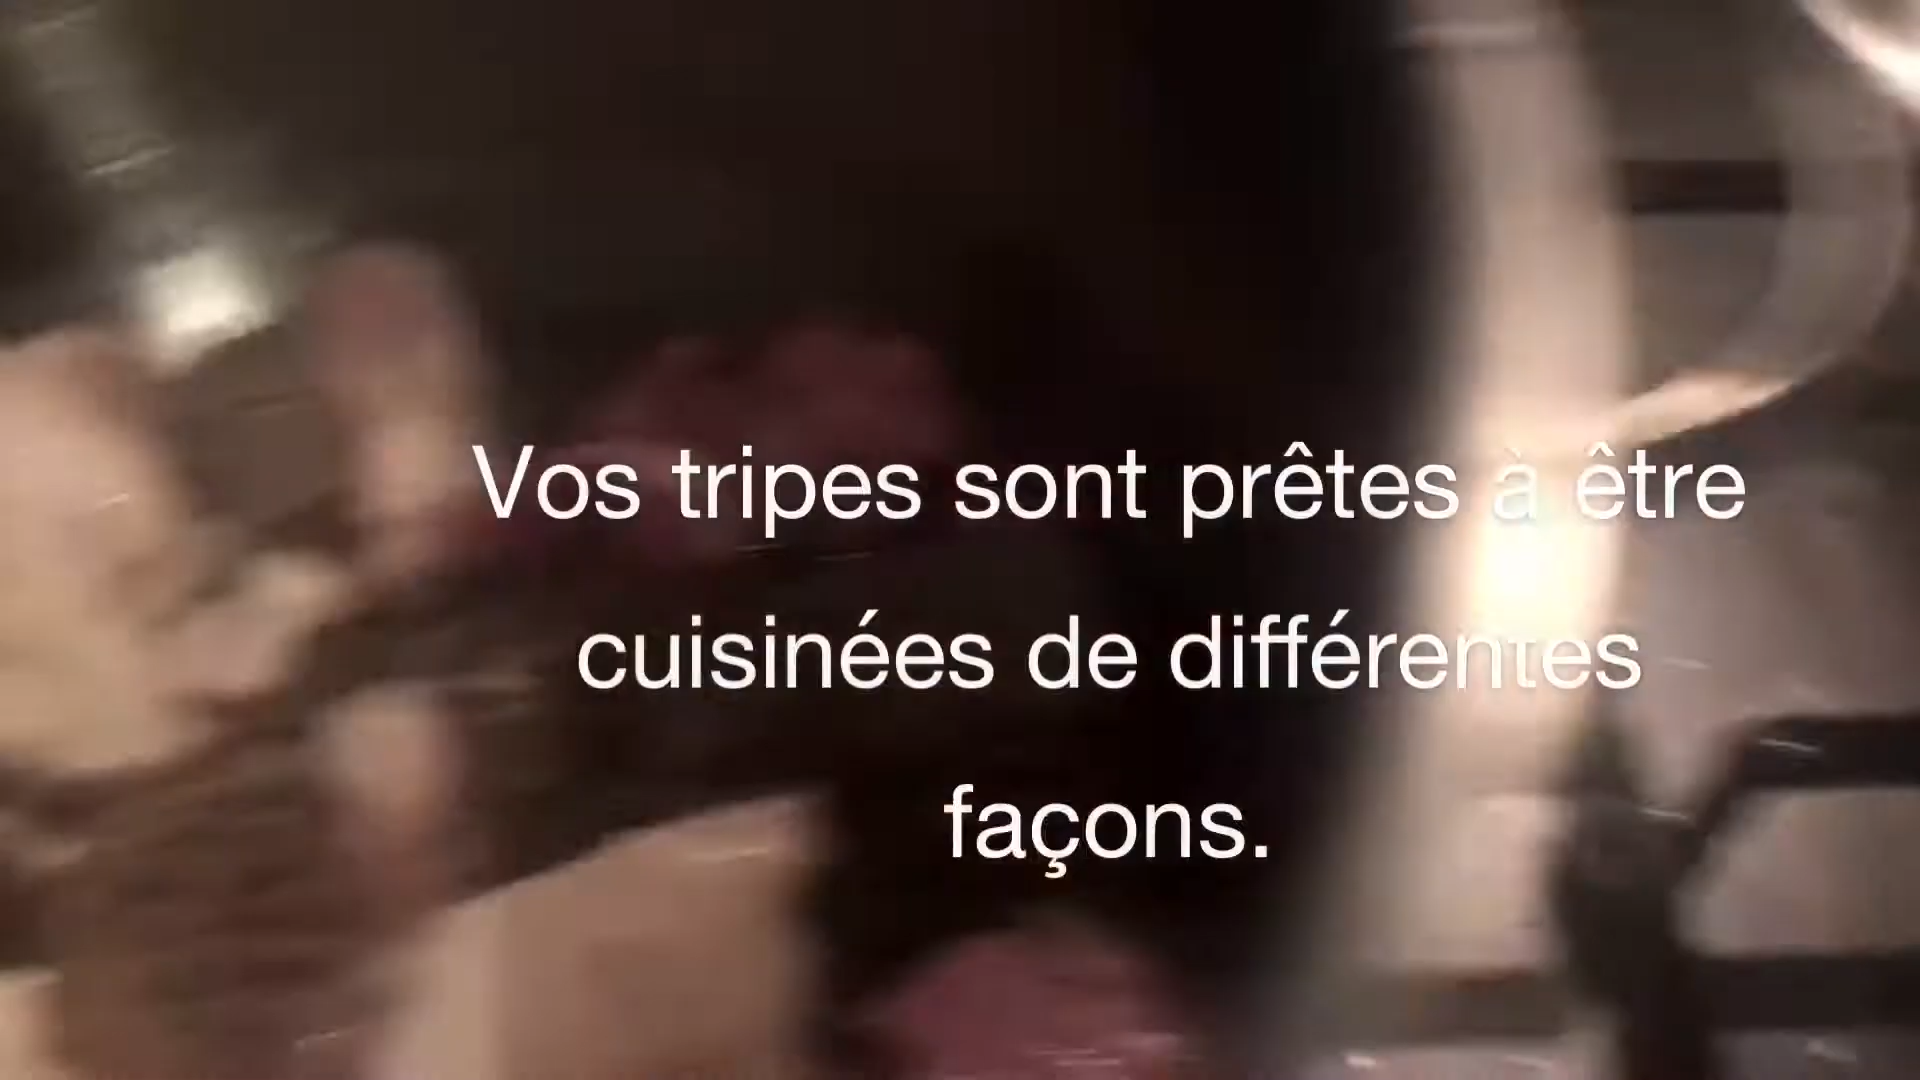 Vos tripes sont prêtes à être
cuisinées de différentes
façons.